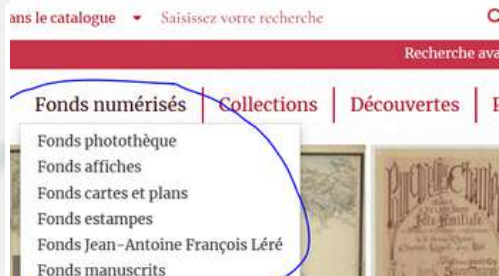 ans le catalogue Saisissez votre recherche
Recherche ava
Fonds numérisés Collections Découvertes
Fonds photothèque
Fonds affiches
Fonds cartes et plans
Fonds estampes
Fonds Jean-Antoine François Léré
Fonds manuscrits